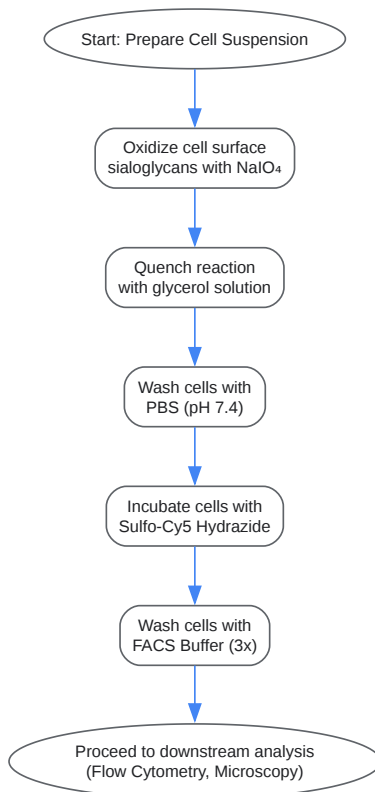 Start: Prepare Cell Suspension
Oxidize cell surface
sialoglycans with NaIO₄
Quench reaction
with glycerol solution
Wash cells with
PBS (pH 7.4)
Incubate cells with
Sulfo-Cy5 Hydrazide
Wash cells with
FACS Buffer (3x)
Proceed to downstream analysis
(Flow Cytometry, Microscopy)